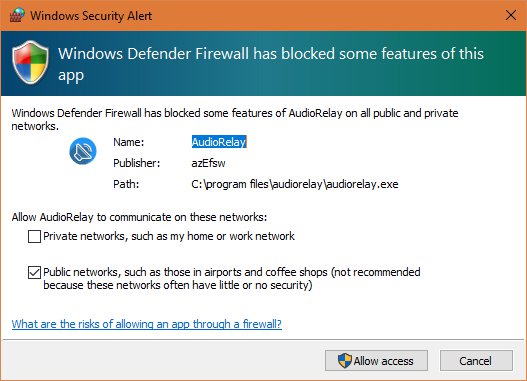 Windows Security Alert
Windows Defender Firewall has blocked some features of this
app
Windows Defender Firewall has blocked some features of AudioRelay on all public and private
networks.
Name: AudioRelay
Publisher: azEfsw
Path: C:\program files\audiorelay\audiorelay.exe
Allow AudioRelay to communicate on these networks:
Private networks, such as my home or work network
Public networks, such as those in airports and coffee shops (not recommended
because these networks often have little or no security)
What are the risks of allowing an app through a firewall?
Allow access
Cancel